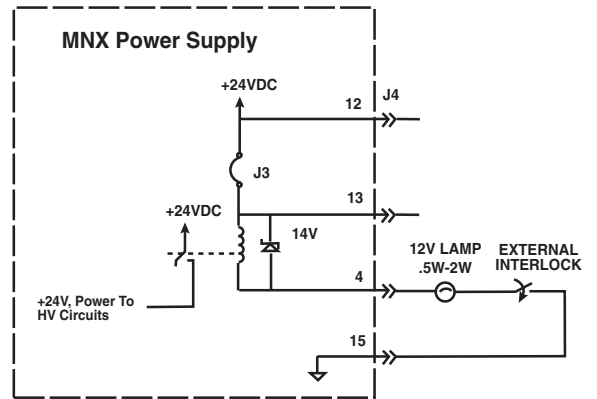 MNX Power Supply
+24VDC
12
J4
J3
13
+24VDC
14V
12V LAMP
.5W-2W
EXTERNAL
INTERLOCK
4
+24V, Power To
HV Circuits
15